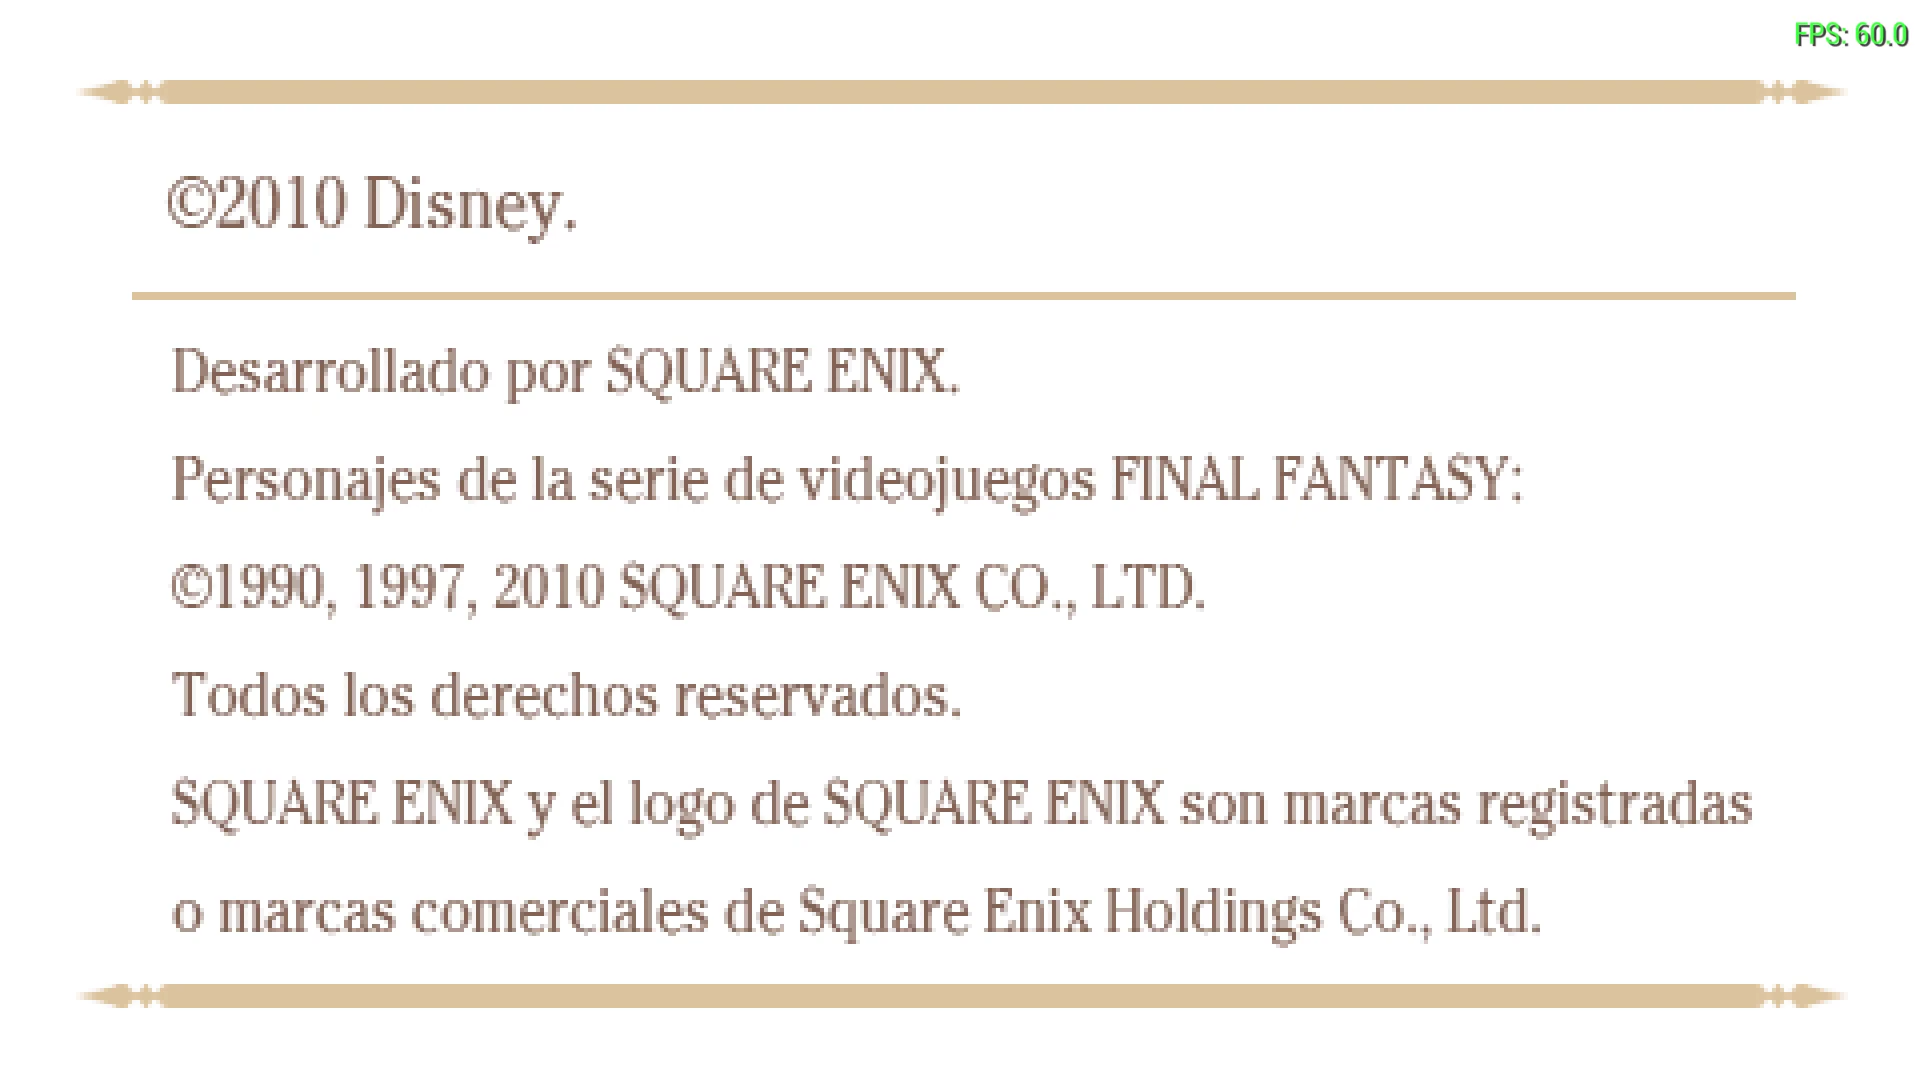 FPS: 60.0
©2010 Disney.
Desarrollado por SQUARE ENIX.
Personajes de la serie de videojuegos FINAL FANTASY:
©1990, 1997, 2010 SQUARE ENIX CO., LTD.
Todos los derechos reservados.
SQUARE ENIX y el logo de SQUARE ENIX son marcas registradas
o marcas comerciales de Square Enix Holdings Co., Ltd.